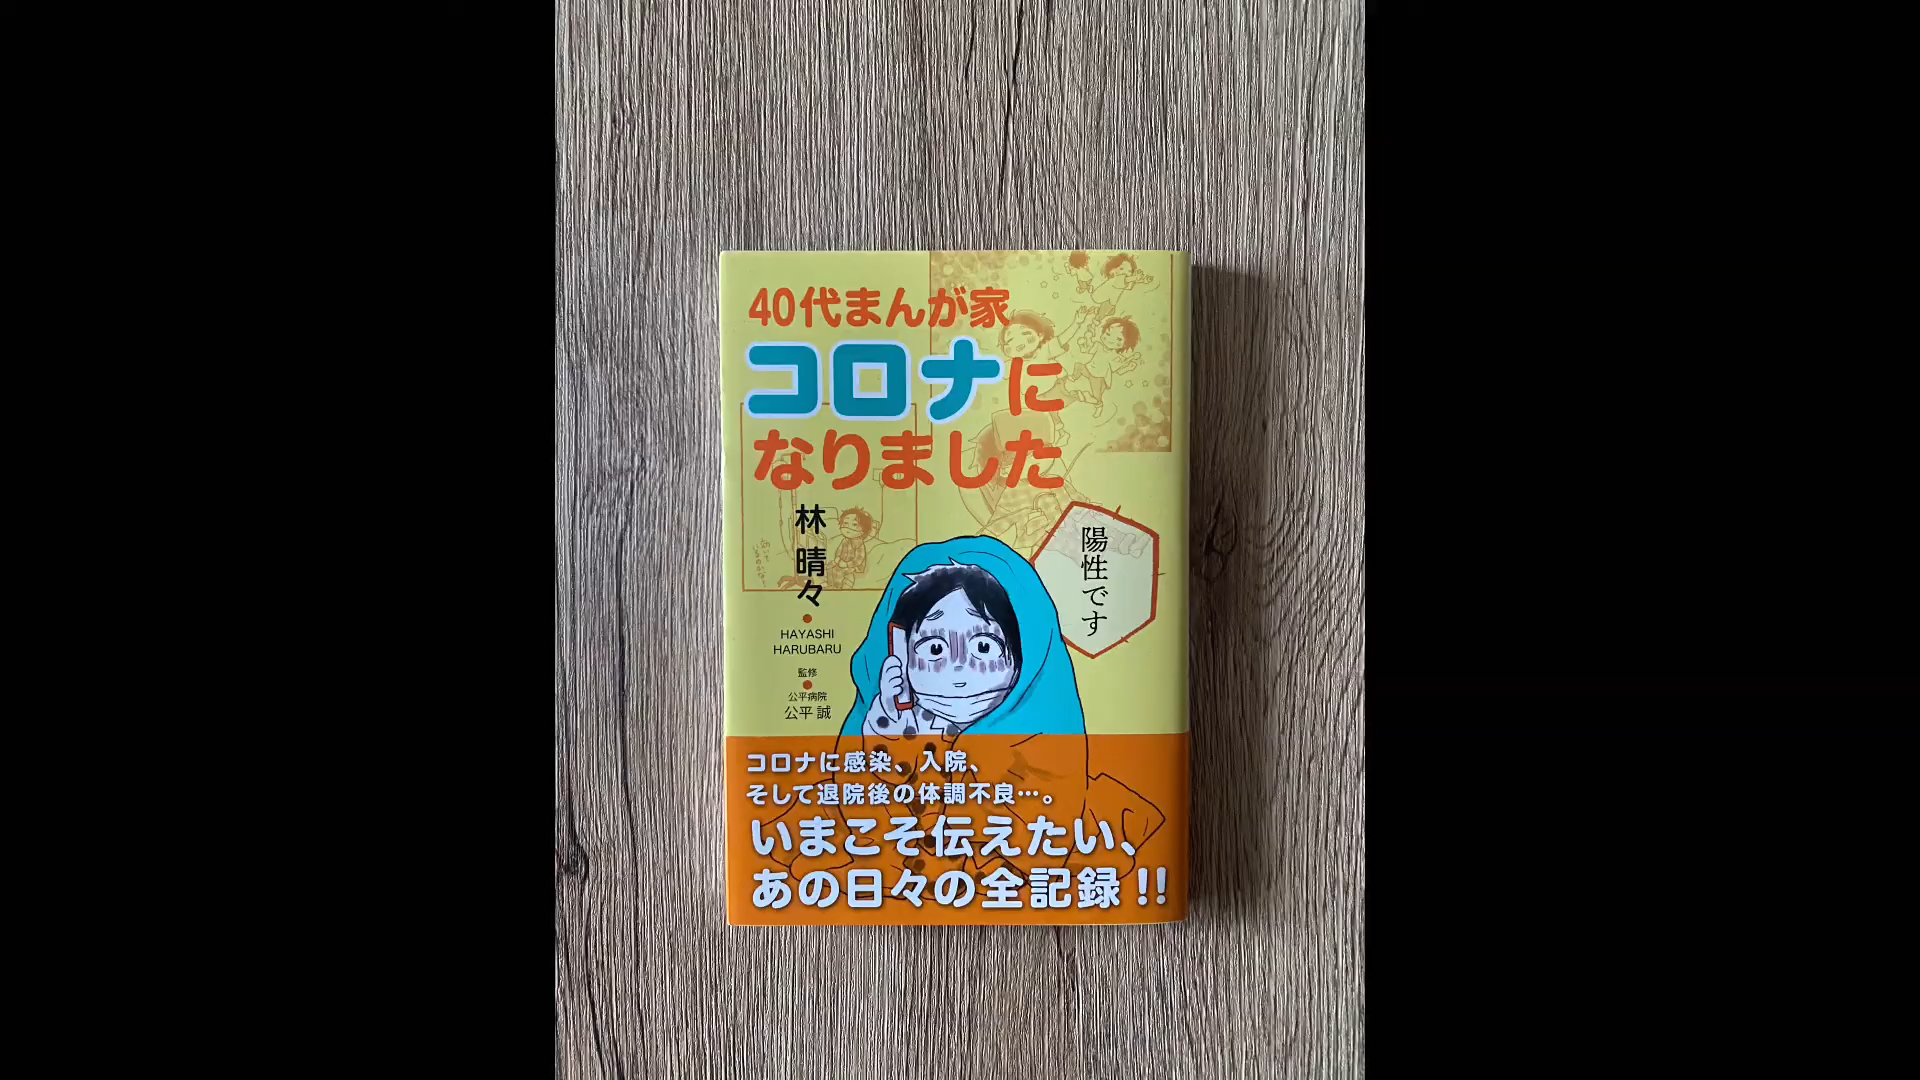 40代まんが家
コロナに
なりました
林 晴々
HAYASHI
HARUBARU
監修
公平病院
公平 誠
陽性です
コロナに感染、入院、
そして退院後の体調不良…。
いまこそ伝えたい、
あの日々の全記録!!